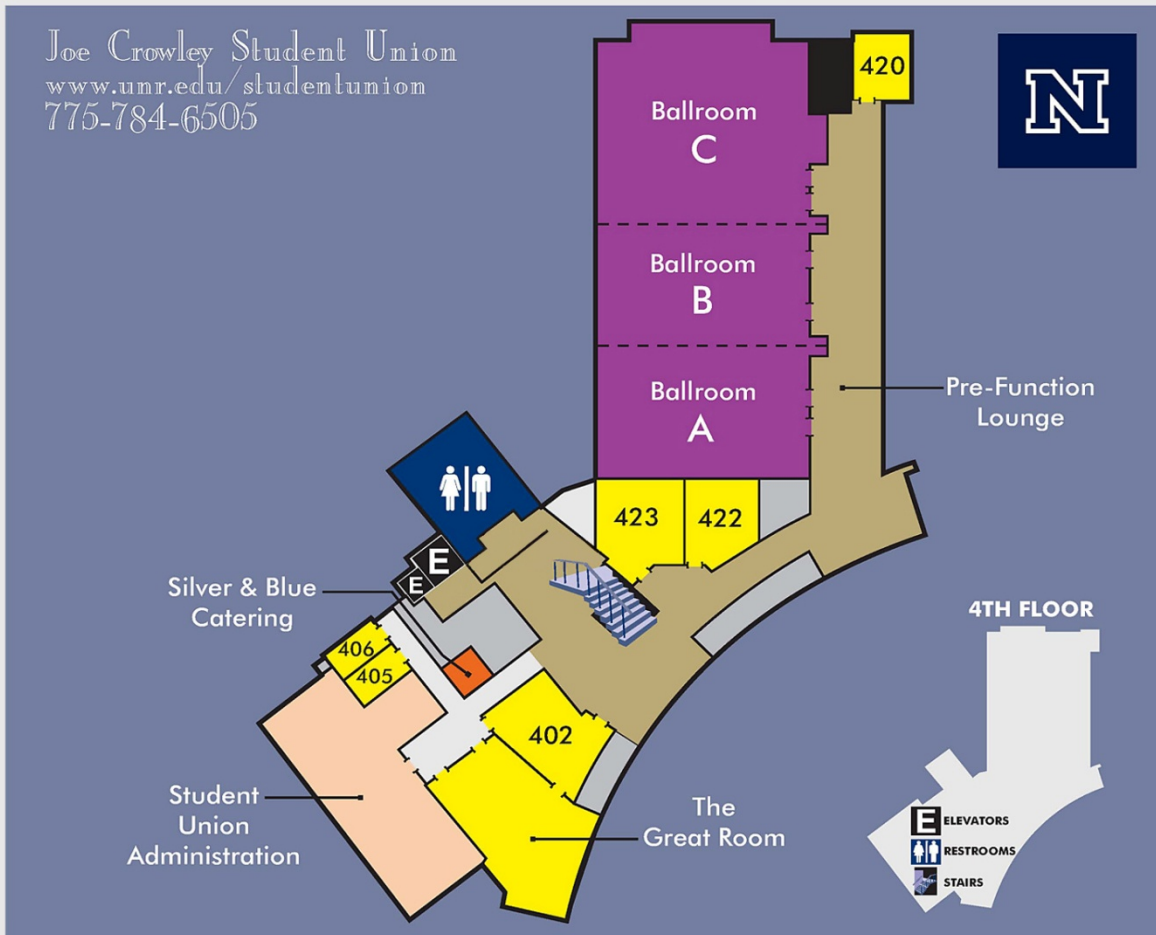 Joe Crowley Student Union
www.unr.edu/studentunion
775-784-6505
N
420
Ballroom
C
Ballroom
B
Ballroom
A
Pre-Function
Lounge
423
422
E
E
Silver & Blue
Catering
406
405
402
Student
Union
Administration
The
Great Room
4TH FLOOR
E ELEVATORS
RESTROOMS
STAIRS